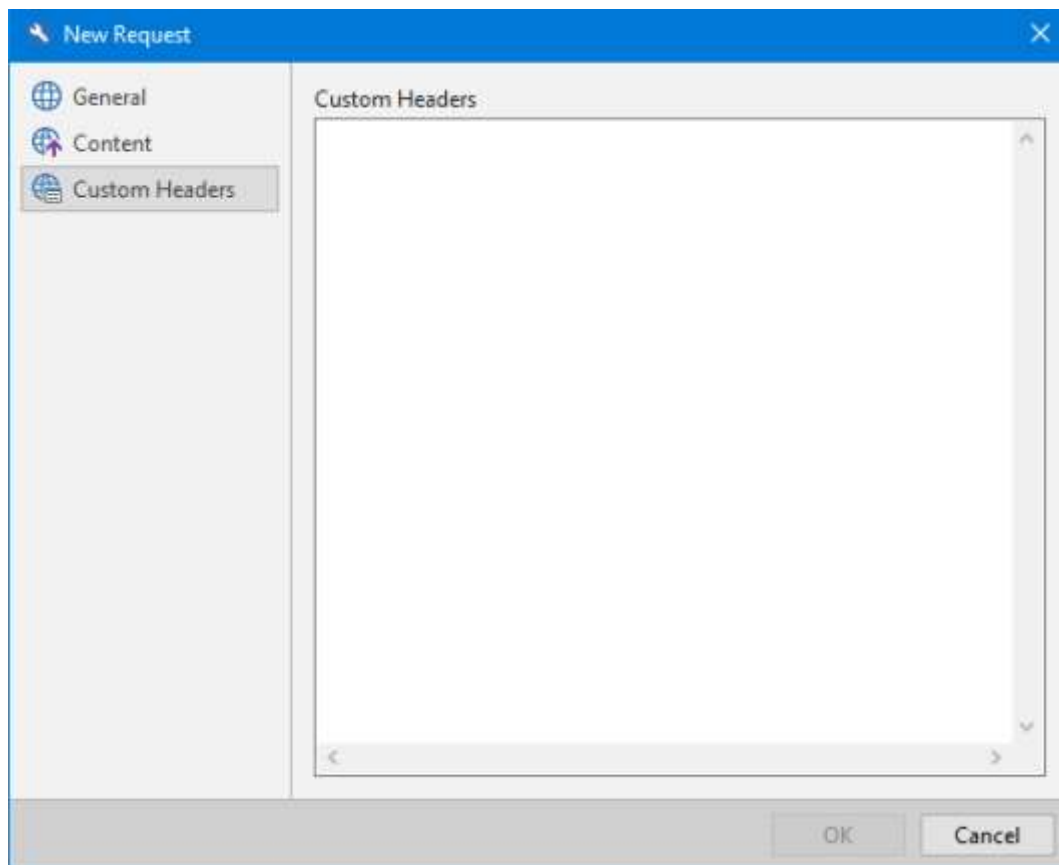 New Request
General
Content
Custom Headers
Custom Headers
OK
Cancel